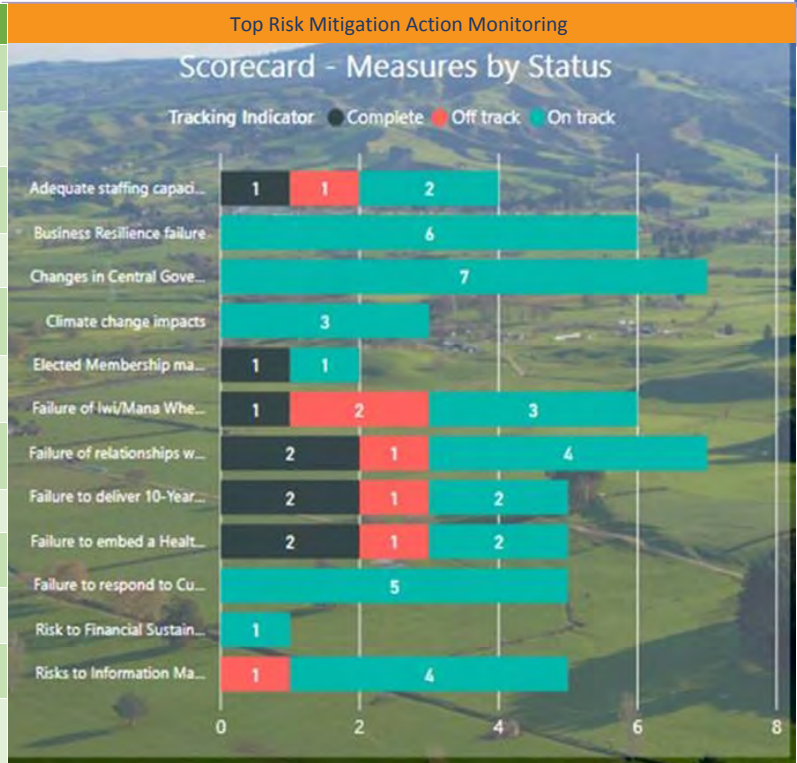 Top Risk Mitigation Action Monitoring
Scorecard - Measures by Status
Tracking Indicator Complete Off track On track
Adequate staffing capaci... 1 1 2
Business Resilience failure 6
Changes in Central Gove... 7
Climate change impacts 3
Elected Membership ma... 1 1
Failure of Iwi/Mana Whe... 1 2 3
Failure of relationships w... 2 1 4
Failure to deliver 10-Year... 2 1 2
Failure to embed a Healt... 2 1 2
Failure to respond to Cu... 5
Risk to Financial Sustain... 1
Risks to Information Ma... 1 4
0 2 4 6 8